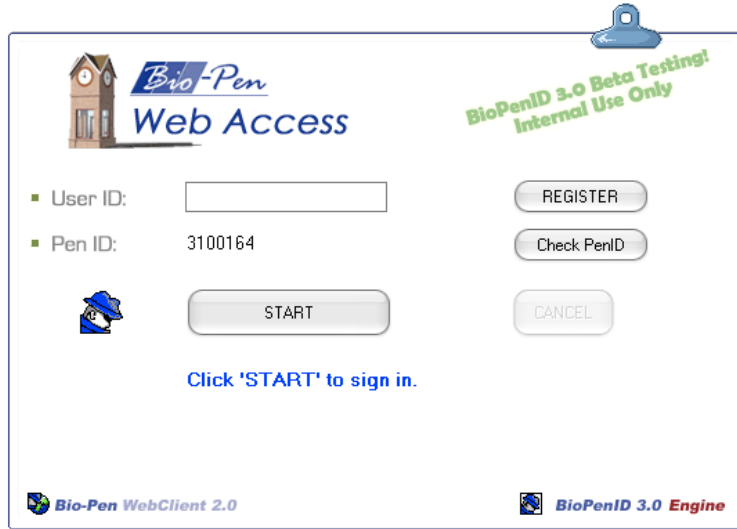 Bio-Pen
Web Access
BioPenID 3.0 Beta Testing!
Internal Use Only
User ID:
REGISTER
Pen ID:
3100164
Check PenID
START
CANCEL
Click 'START' to sign in.
Bio-Pen WebClient 2.0
BioPenID 3.0 Engine